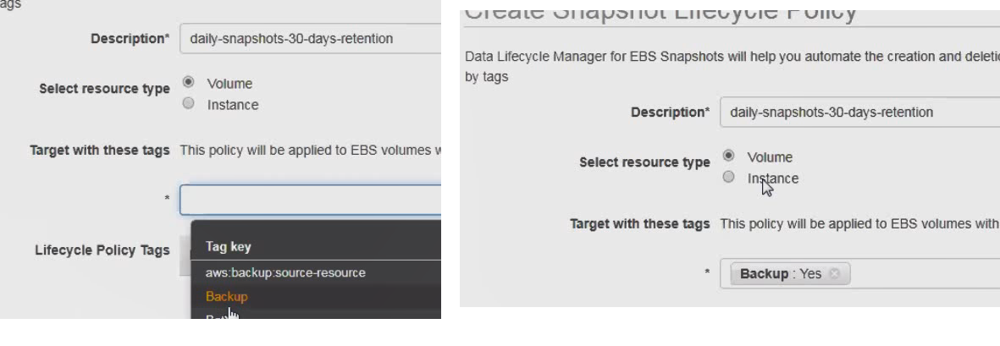 ags
Description* daily-snapshots-30-days-retention
Select resource type Volume
Instance
Target with these tags This policy will be applied to EBS volumes
*
Lifecycle Policy Tags
Tag key
aws:backup:source-resource
Backup
Create Snapshot Lifecycle Policy
Data Lifecycle Manager for EBS Snapshots will help you automate the creation and deleti
by tags
Description* daily-snapshots-30-days-retention
Select resource type Volume
Instance
Target with these tags This policy will be applied to EBS volumes with
* Backup : Yes